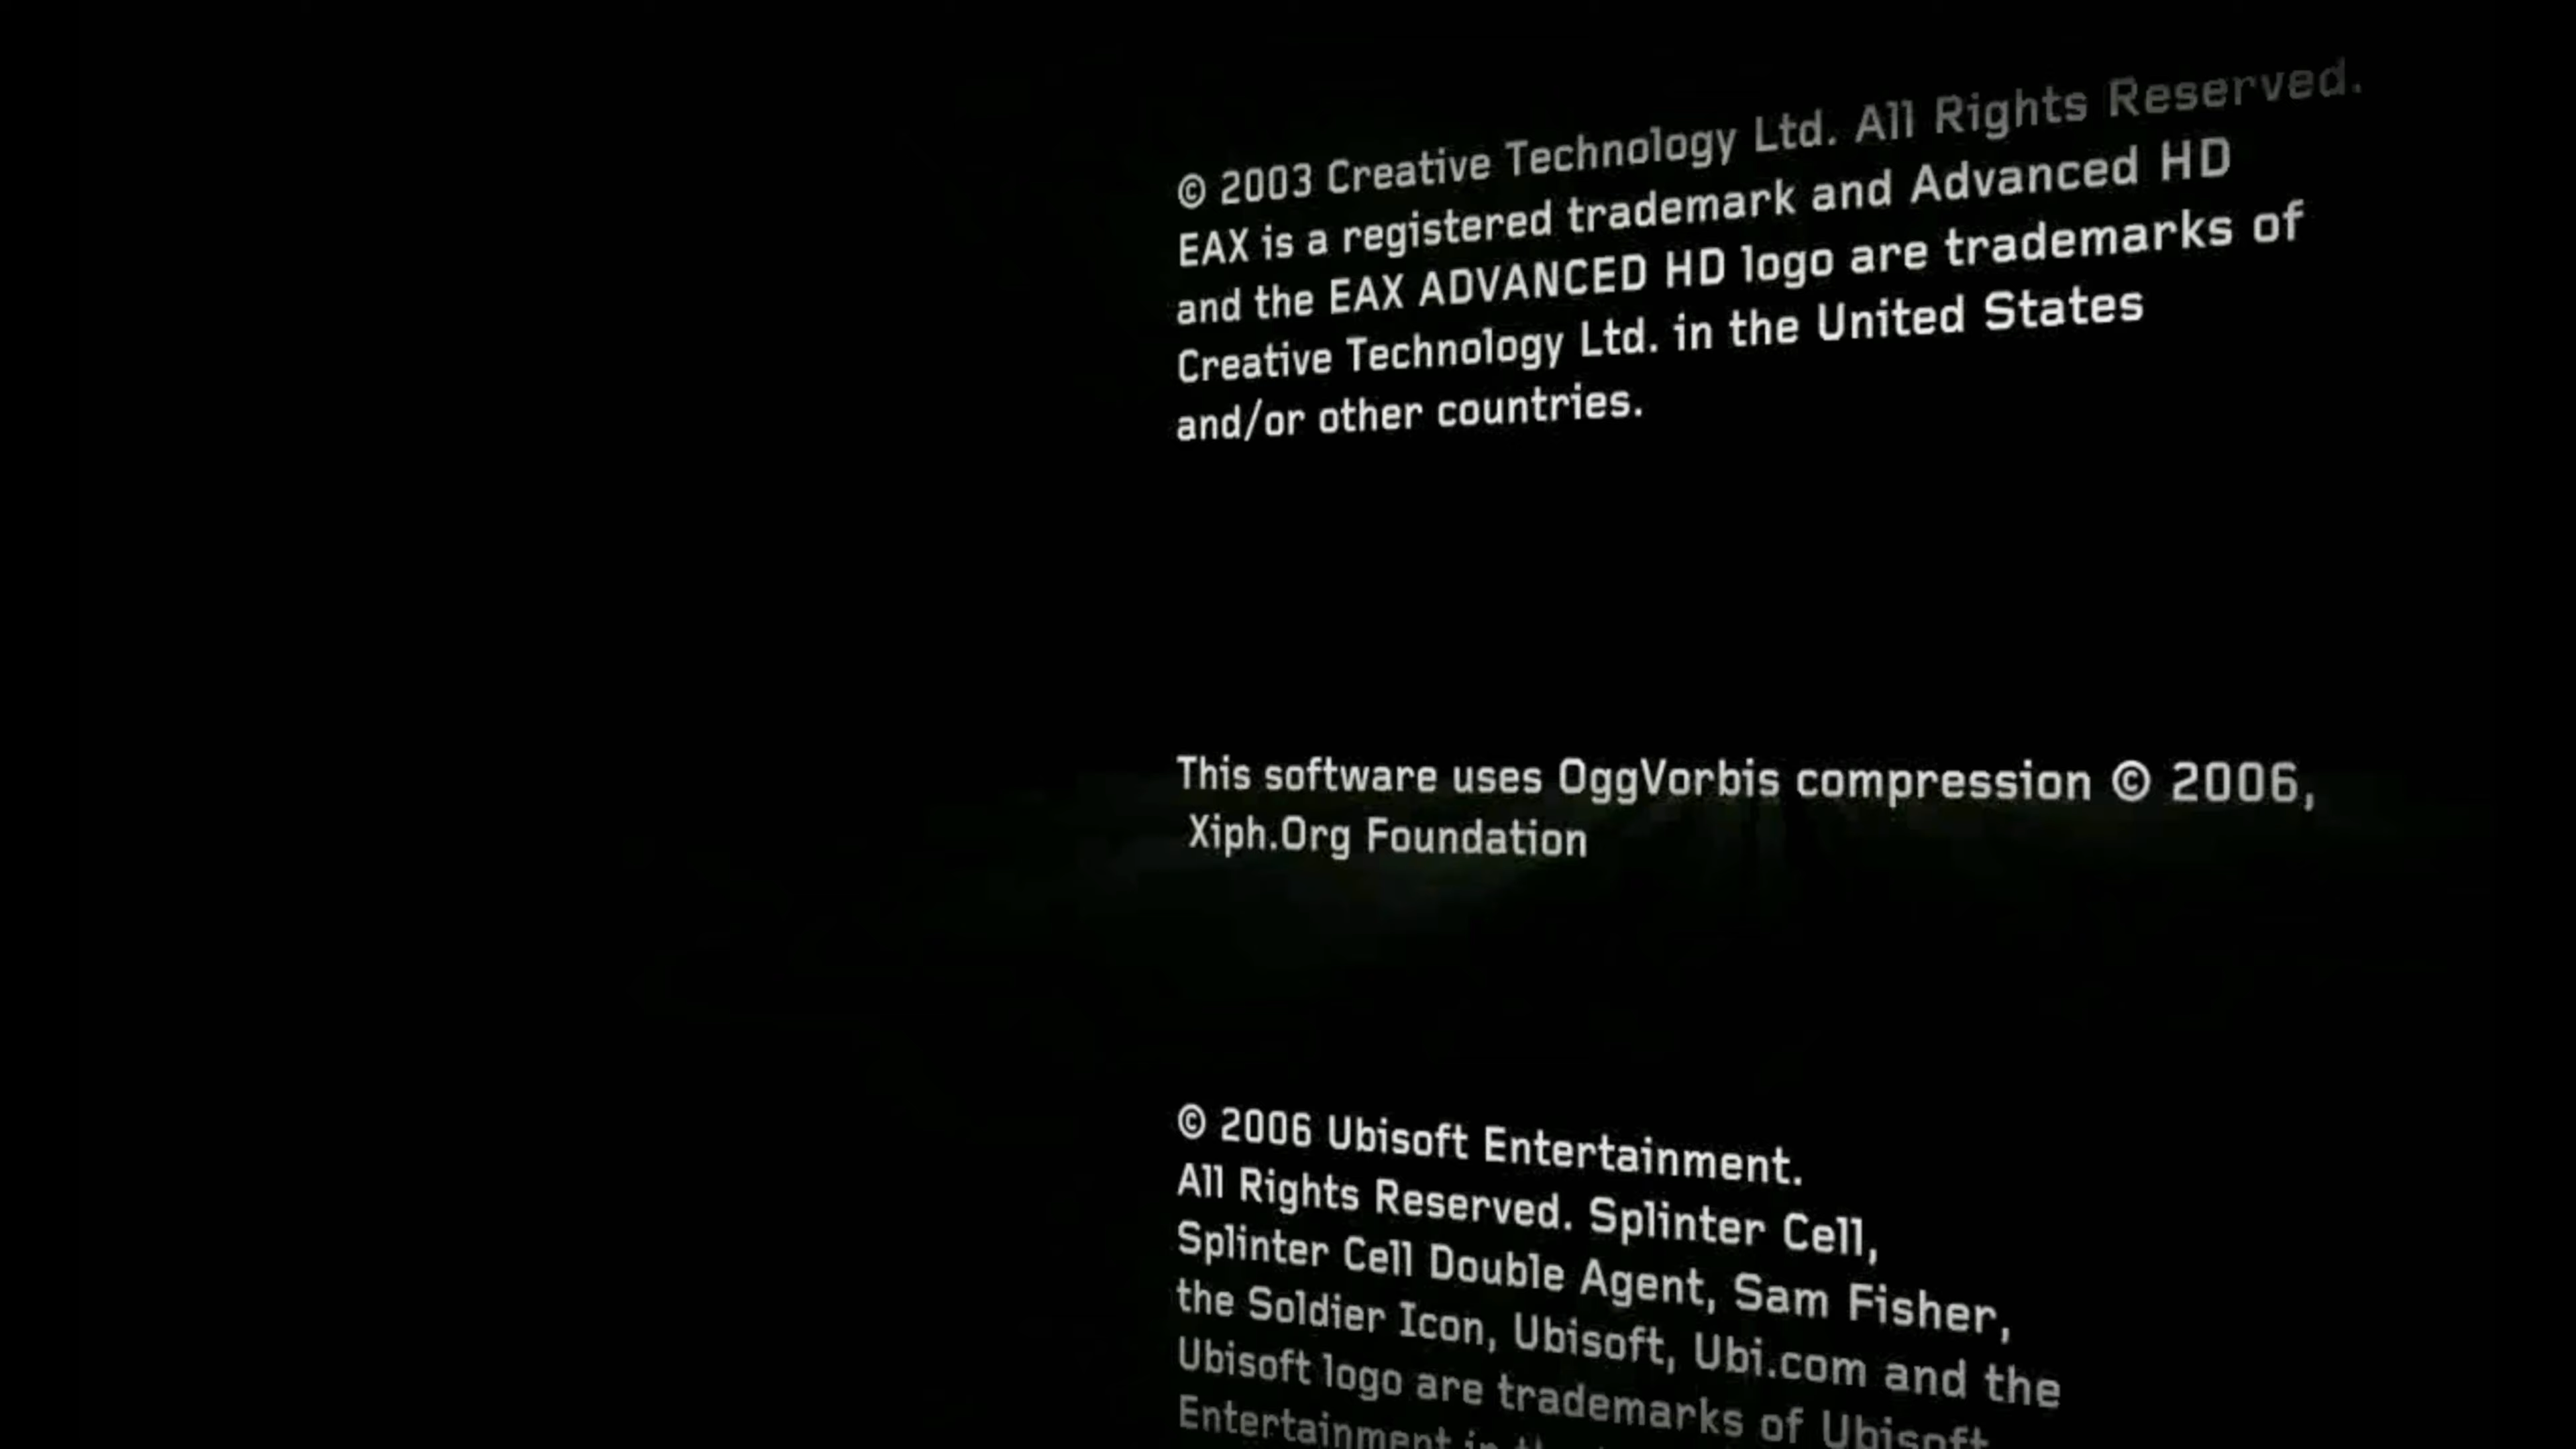 © 2003 Creative Technology Ltd. All Rights Reserved.
EAX is a registered trademark and Advanced HD
and the EAX ADVANCED HD logo are trademarks of
Creative Technology Ltd. in the United States
and/or other countries.
This software uses OggVorbis compression © 2006,
Xiph.Org Foundation
© 2006 Ubisoft Entertainment.
All Rights Reserved. Splinter Cell,
Splinter Cell Double Agent, Sam Fisher,
the Soldier Icon, Ubisoft, Ubi.com and the
Ubisoft logo are trademarks of Ubisoft
Entertainment in